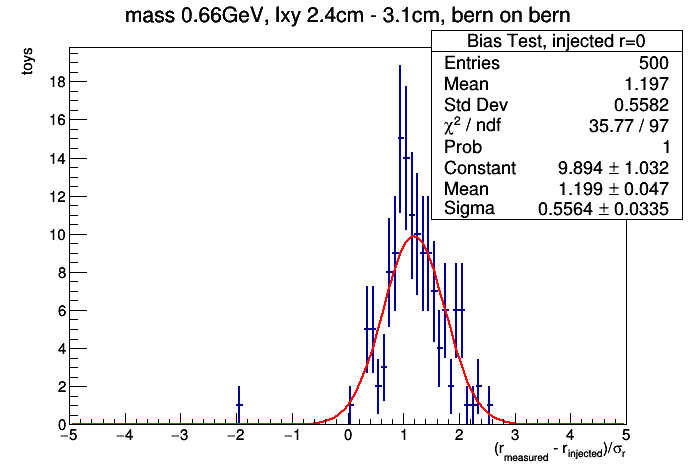 mass 0.66GeV, lxy 2.4cm - 3.1cm, bern on bern
toys
Bias Test, injected r=0
Entries 500
Mean 1.197
Std Dev 0.5582
χ² / ndf 35.77 / 97
Prob 1
Constant 9.894 ± 1.032
Mean 1.199 ± 0.047
Sigma 0.5564 ± 0.0335
18
16
14
12
10
8
6
4
2
0
−5 −4 −3 −2 −1 0 1 2 3 4 5
(r_measured - r_injected)/σ_r